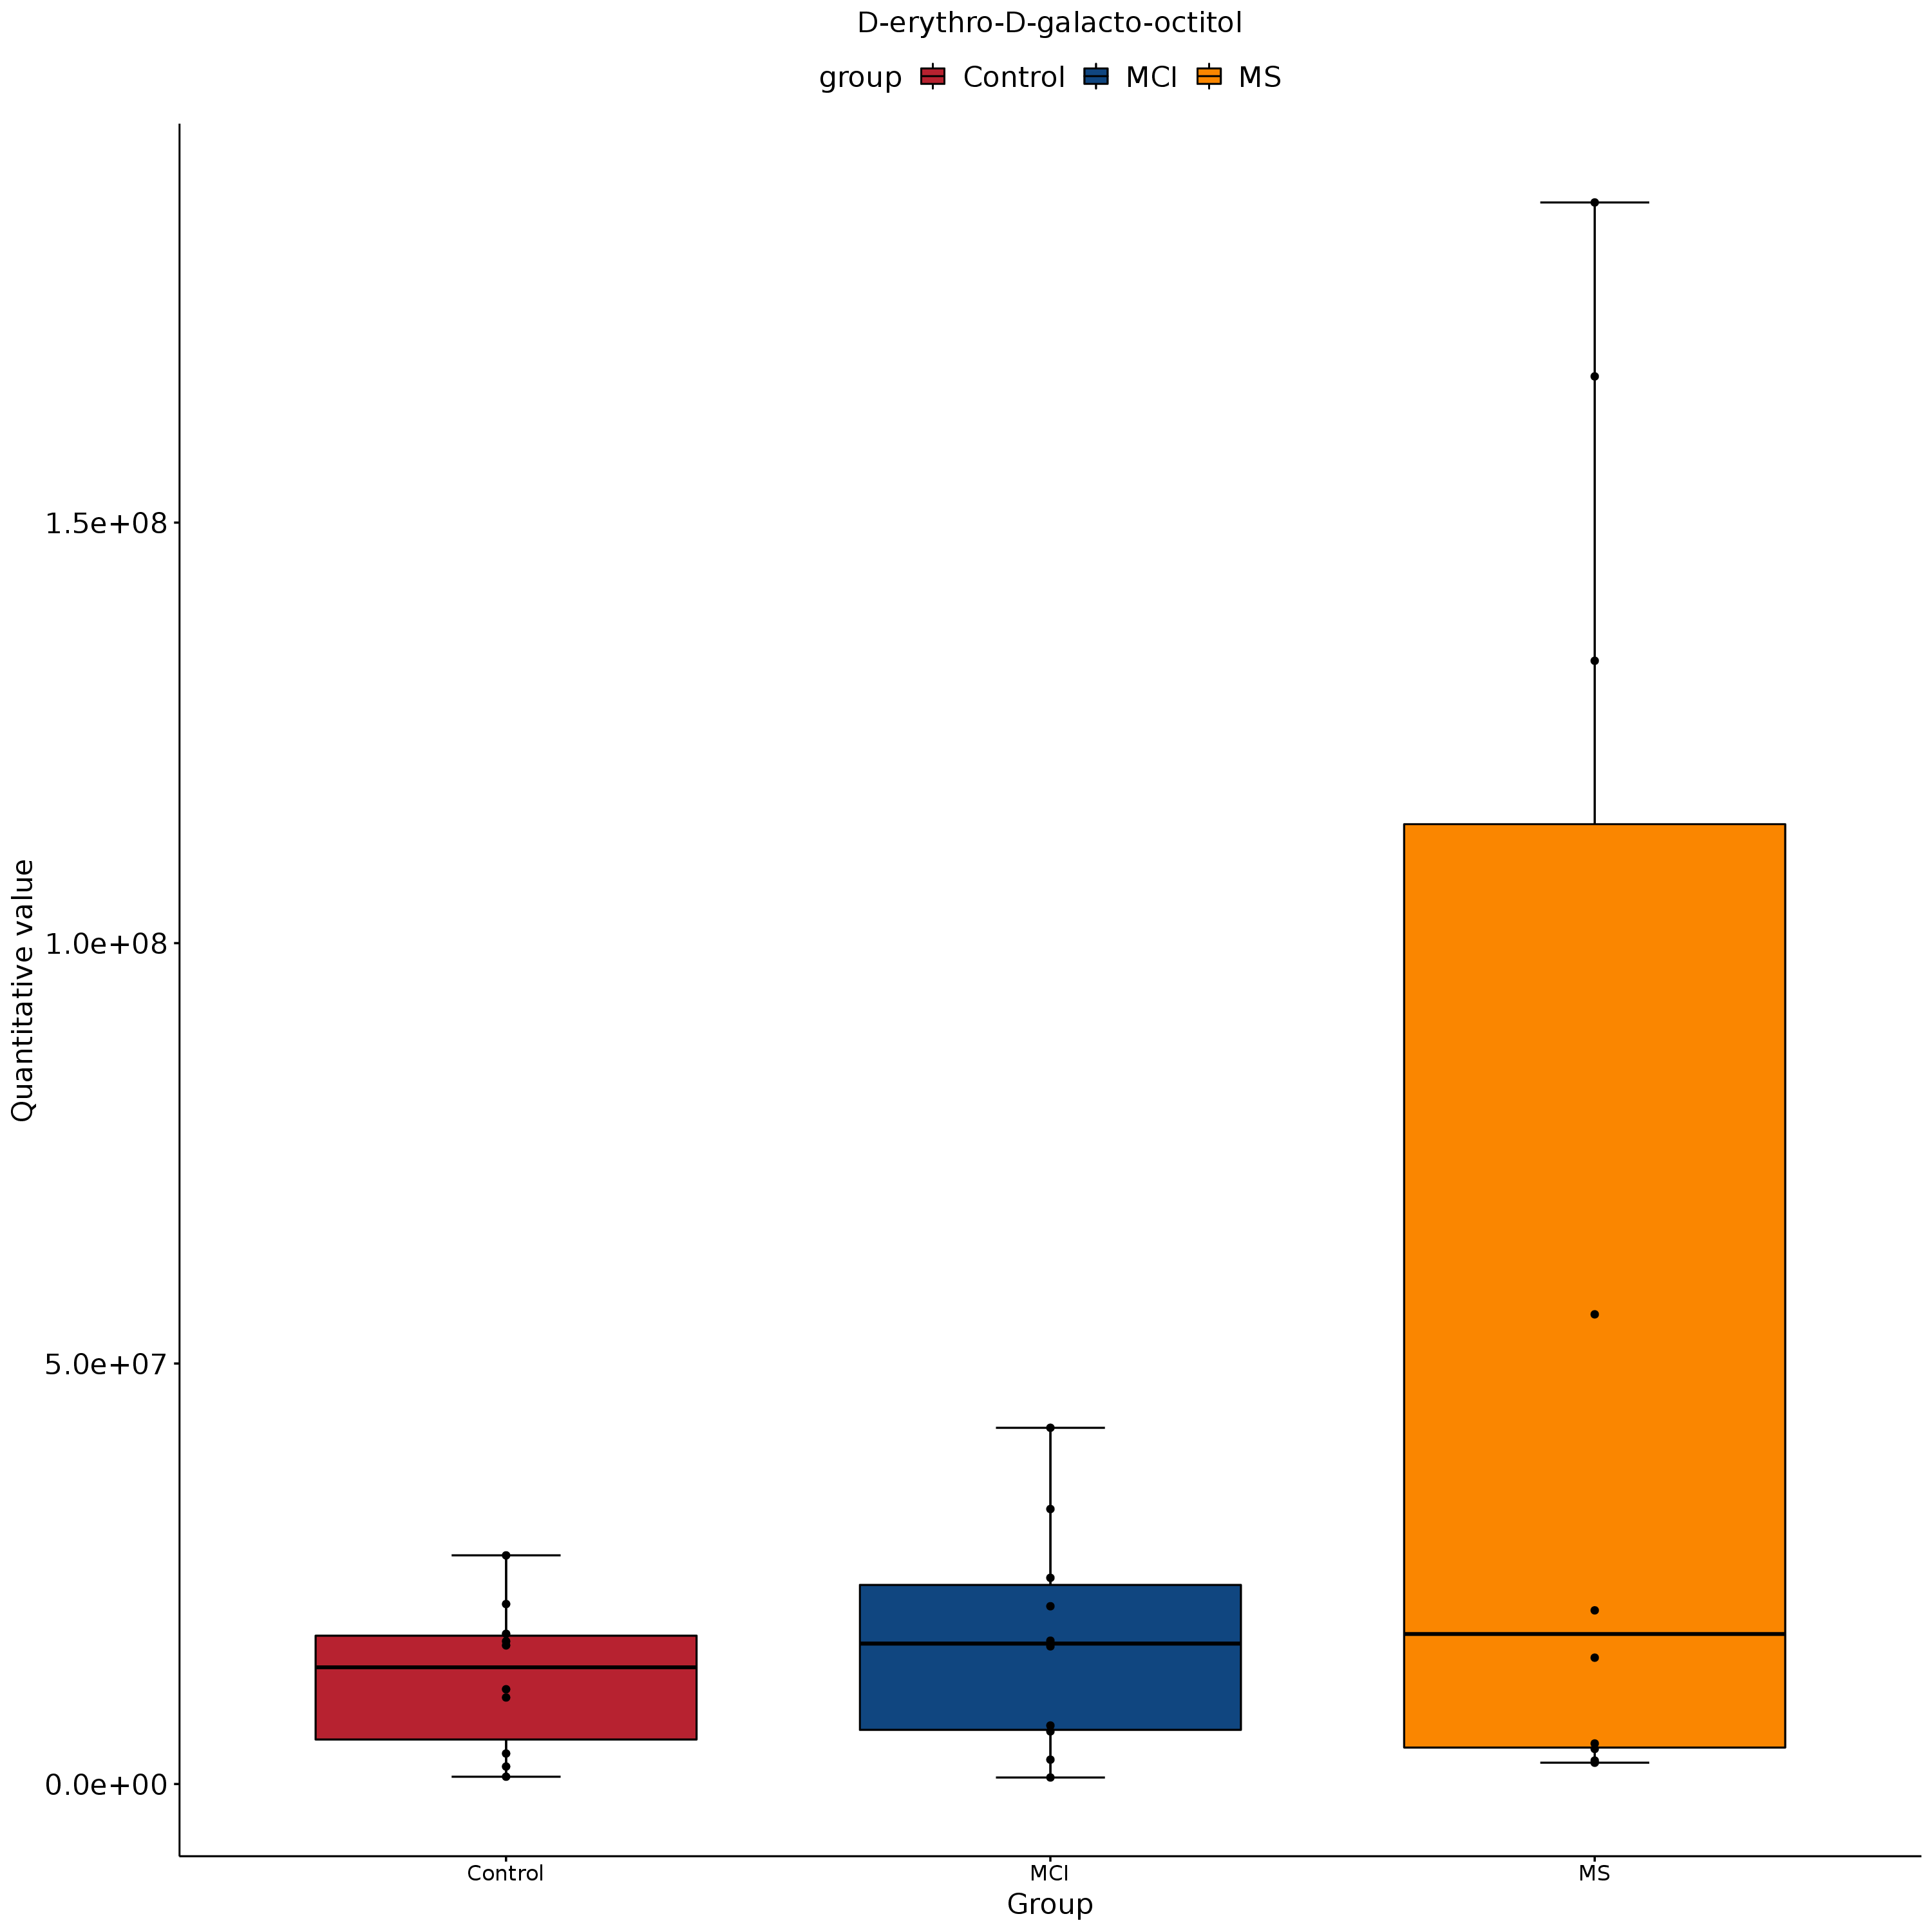 D-erythro-D-galacto-octitol
group Control MCI MS
1.5e+08
1.0e+08
5.0e+07
0.0e+00
Quantitative value
Control MCI MS
Group